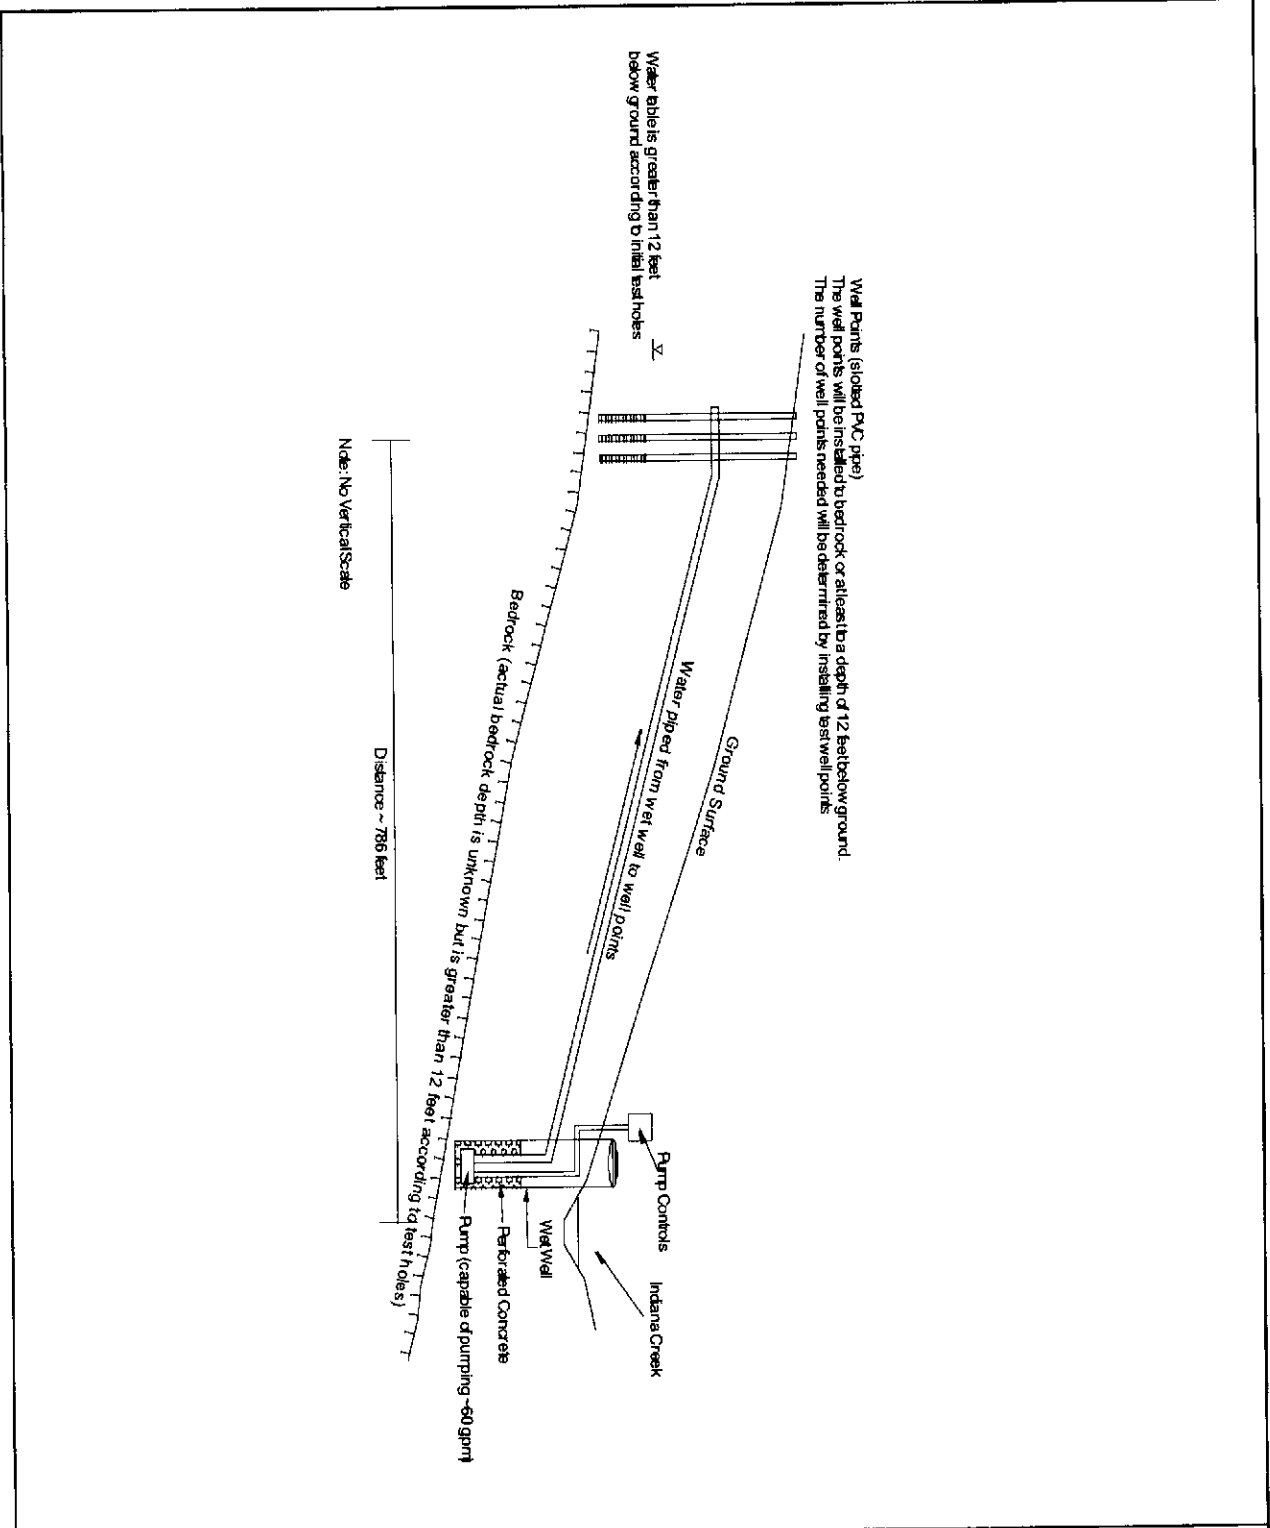 Well Points (slotted PVC pipe)
The well points will be installed to bedrock or at least to a depth of 12 feet below ground.
The number of well points needed will be determined by installing test well points
Water table is greater than 12 feet
below ground according to initial test holes
Ground Surface
Water piped from wet well to well points
Pump Controls
Indiana Creek
Wet Well
Perforated Concrete
Pump (capable of pumping ~60 gpm)
Bedrock (actual bedrock depth is unknown but is greater than 12 feet according to test holes)
Distance ~ 786 feet
Note: No Vertical Scale